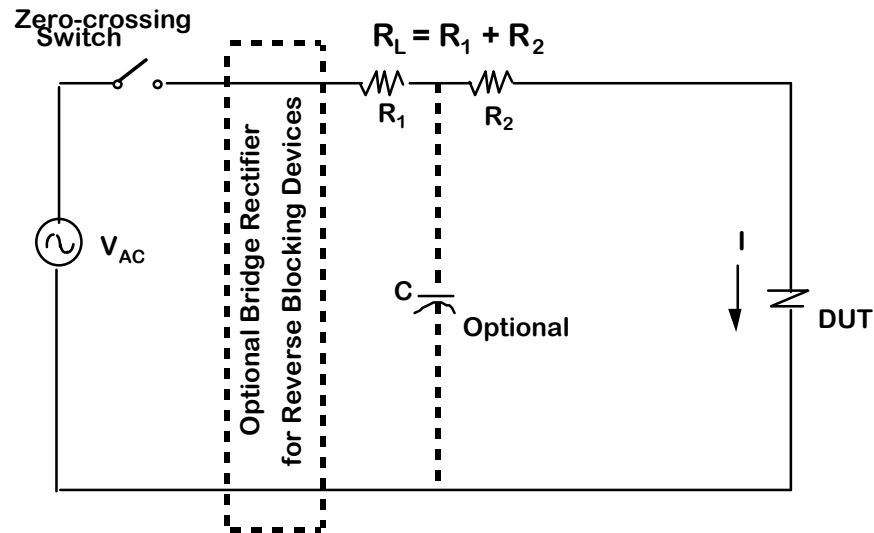 Zero-crossing
Switch
R_L = R_1 + R_2
R_1
R_2
Optional Bridge Rectifier
for Reverse Blocking Devices
V_AC
C
Optional
I
DUT